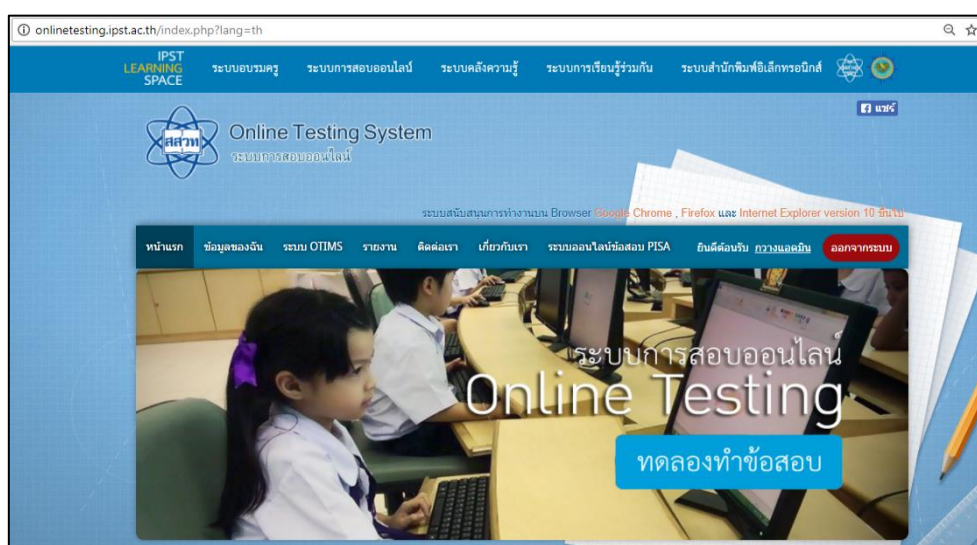 onlinetesting.ipst.ac.th/index.php?lang=th
IPST
LEARNING
SPACE
ระบบอบรมครู ระบบการสอบออนไลน์ ระบบคลังความรู้ ระบบการเรียนรู้ร่วมกัน ระบบสำนักพิมพ์อิเล็กทรอนิกส์
แชร์
สสวท
Online Testing System
ระบบการสอบออนไลน์
ระบบสนับสนุนการทำงานบน Browser Google Chrome , Firefox และ Internet Explorer version 10 ขึ้นไป
หน้าแรก ข้อมูลของฉัน ระบบ OTIMS รายงาน ติดต่อเรา เกี่ยวกับเรา ระบบออนไลน์ข้อสอบ PISA ยินดีต้อนรับ กวางแอดมิน ออกจากระบบ
ระบบการสอบออนไลน์
Online Testing
ทดลองทำข้อสอบ